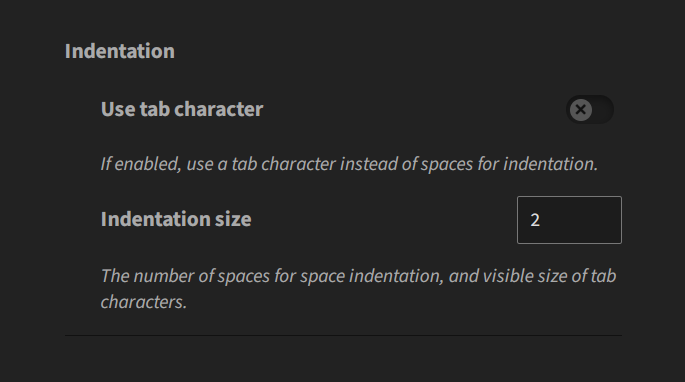 Indentation
Use tab character
If enabled, use a tab character instead of spaces for indentation.
Indentation size
2
The number of spaces for space indentation, and visible size of tab
characters.